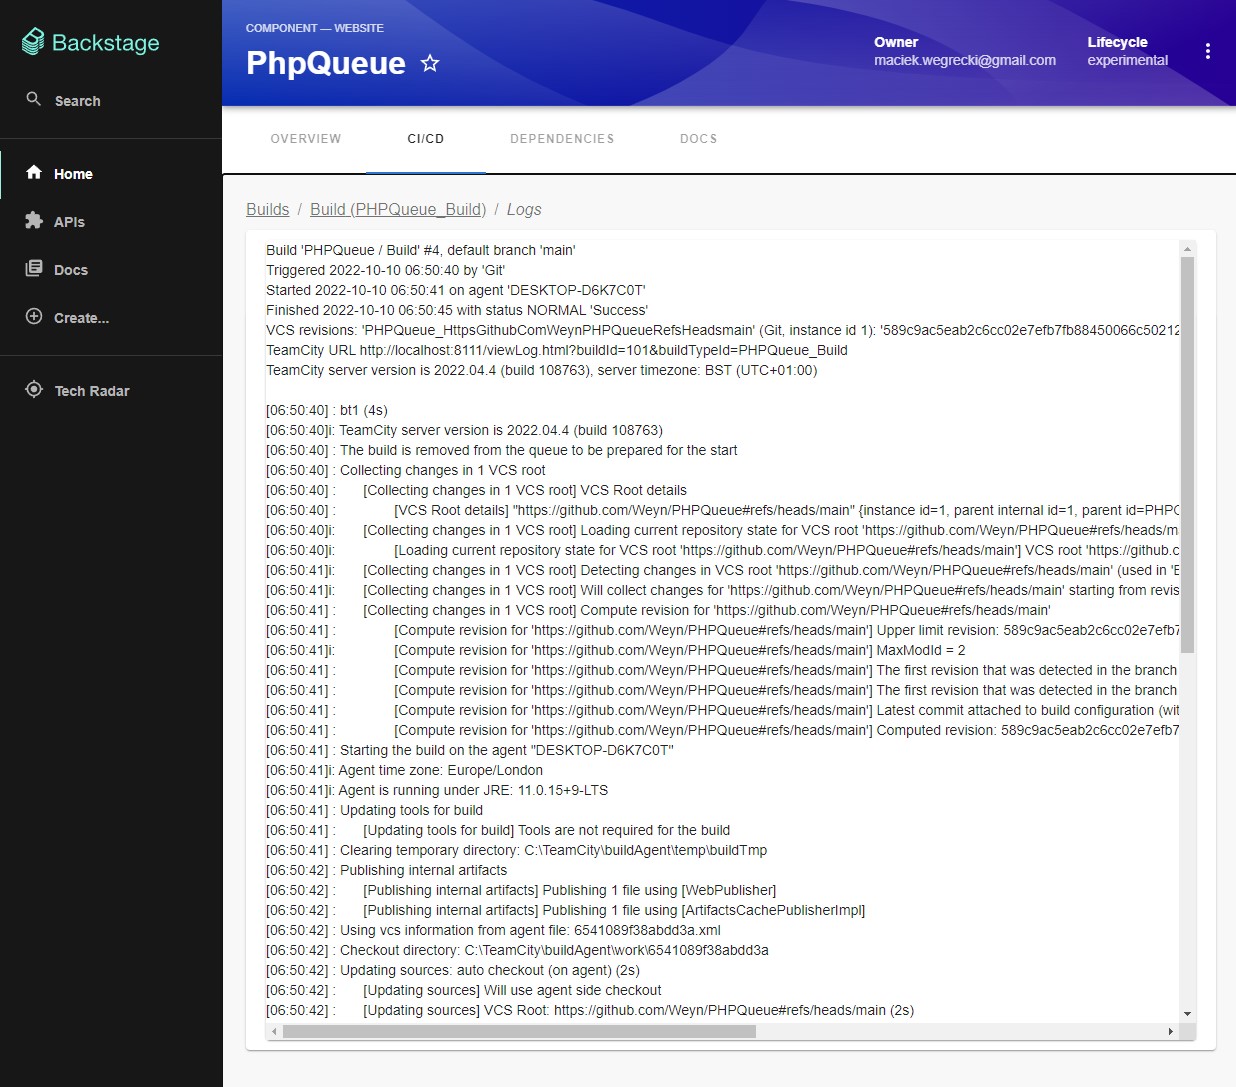 Backstage
Search
Home
APIs
Docs
Create...
Tech Radar
COMPONENT — WEBSITE
PhpQueue
Owner
maciek.wegrecki@gmail.com
Lifecycle
experimental
OVERVIEW
CI/CD
DEPENDENCIES
DOCS
Builds / Build (PHPQueue_Build) / Logs
Build 'PHPQueue / Build' #4, default branch 'main'
Triggered 2022-10-10 06:50:40 by 'Git'
Started 2022-10-10 06:50:41 on agent 'DESKTOP-D6K7C0T'
Finished 2022-10-10 06:50:45 with status NORMAL 'Success'
VCS revisions: 'PHPQueue_HttpsGithubComWeynPHPQueueRefsHeadsmain' (Git, instance id 1): '589c9ac5eab2c6cc02e7efb7fb88450066c50212
TeamCity URL http://localhost:8111/viewLog.html?buildId=101&buildTypeId=PHPQueue_Build
TeamCity server version is 2022.04.4 (build 108763), server timezone: BST (UTC+01:00)
[06:50:40] : bt1 (4s)
[06:50:40]i: TeamCity server version is 2022.04.4 (build 108763)
[06:50:40] : The build is removed from the queue to be prepared for the start
[06:50:40] : Collecting changes in 1 VCS root
[06:50:40] : [Collecting changes in 1 VCS root] VCS Root details
[06:50:40] : [VCS Root details] "https://github.com/Weyn/PHPQueue#refs/heads/main" {instance id=1, parent internal id=1, parent id=PHPQ
[06:50:40]i: [Collecting changes in 1 VCS root] Loading current repository state for VCS root 'https://github.com/Weyn/PHPQueue#refs/heads/m
[06:50:40]i: [Loading current repository state for VCS root 'https://github.com/Weyn/PHPQueue#refs/heads/main'] VCS root 'https://github.c
[06:50:41]i: [Collecting changes in 1 VCS root] Detecting changes in VCS root 'https://github.com/Weyn/PHPQueue#refs/heads/main' (used in 'B
[06:50:41]i: [Collecting changes in 1 VCS root] Will collect changes for 'https://github.com/Weyn/PHPQueue#refs/heads/main' starting from revis
[06:50:41] : [Collecting changes in 1 VCS root] Compute revision for 'https://github.com/Weyn/PHPQueue#refs/heads/main'
[06:50:41] : [Compute revision for 'https://github.com/Weyn/PHPQueue#refs/heads/main'] Upper limit revision: 589c9ac5eab2c6cc02e7efb7
[06:50:41]i: [Compute revision for 'https://github.com/Weyn/PHPQueue#refs/heads/main'] MaxModId = 2
[06:50:41] : [Compute revision for 'https://github.com/Weyn/PHPQueue#refs/heads/main'] The first revision that was detected in the branch
[06:50:41] : [Compute revision for 'https://github.com/Weyn/PHPQueue#refs/heads/main'] The first revision that was detected in the branch
[06:50:41] : [Compute revision for 'https://github.com/Weyn/PHPQueue#refs/heads/main'] Latest commit attached to build configuration (wit
[06:50:41] : [Compute revision for 'https://github.com/Weyn/PHPQueue#refs/heads/main'] Computed revision: 589c9ac5eab2c6cc02e7efb7
[06:50:41] : Starting the build on the agent "DESKTOP-D6K7C0T"
[06:50:41]i: Agent time zone: Europe/London
[06:50:41]i: Agent is running under JRE: 11.0.15+9-LTS
[06:50:41] : Updating tools for build
[06:50:41] : [Updating tools for build] Tools are not required for the build
[06:50:41] : Clearing temporary directory: C:\TeamCity\buildAgent\temp\buildTmp
[06:50:42] : Publishing internal artifacts
[06:50:42] : [Publishing internal artifacts] Publishing 1 file using [WebPublisher]
[06:50:42] : [Publishing internal artifacts] Publishing 1 file using [ArtifactsCachePublisherImpl]
[06:50:42] : Using vcs information from agent file: 6541089f38abdd3a.xml
[06:50:42] : Checkout directory: C:\TeamCity\buildAgent\work\6541089f38abdd3a
[06:50:42] : Updating sources: auto checkout (on agent) (2s)
[06:50:42] : [Updating sources] Will use agent side checkout
[06:50:42] : [Updating sources] VCS Root: https://github.com/Weyn/PHPQueue#refs/heads/main (2s)